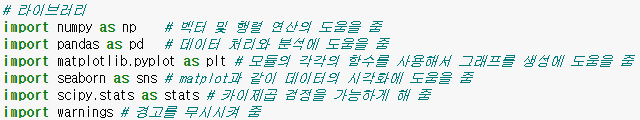 # 라이브러리
import numpy as np # 벡터 및 행렬 연산의 도움을 줌
import pandas as pd # 데이터 처리와 분석에 도움을 줌
import matplotlib.pyplot as plt # 모듈의 각각의 함수를 사용해서 그래프를 생성에 도움을 줌
import seaborn as sns # matplot과 같이 데이터의 시각화에 도움을 줌
import scipy.stats as stats # 카이제곱 검정을 가능하게 해 줌
import warnings # 경고를 무시시켜 줌